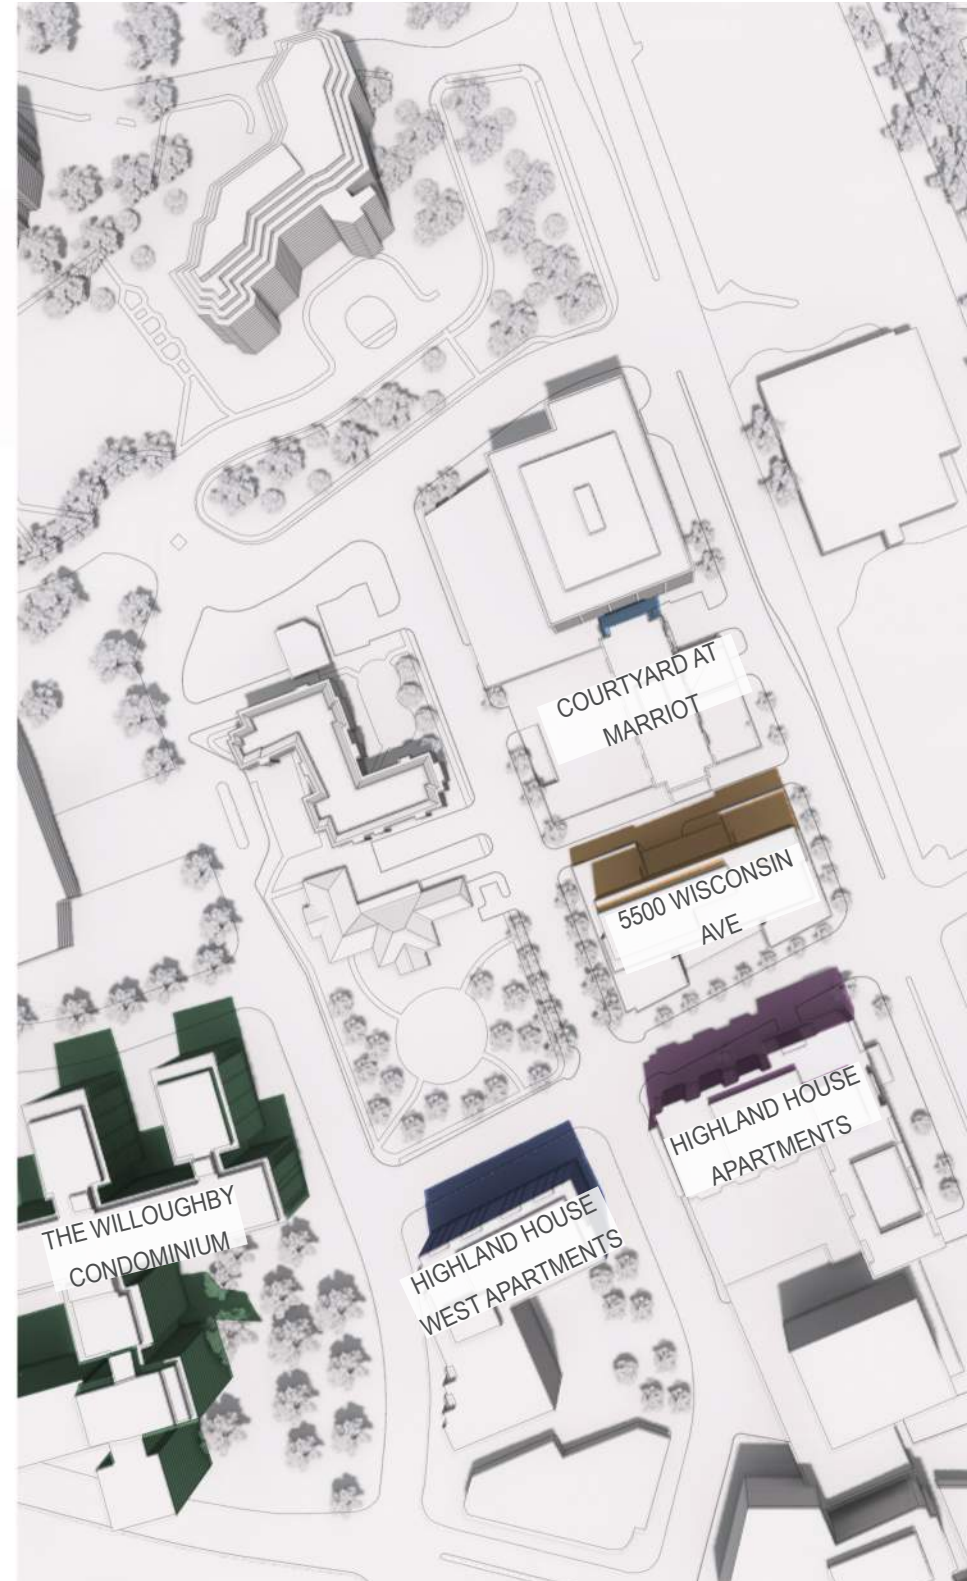 COURTYARD AT
MARRIOT
5500 WISCONSIN
AVE
HIGHLAND HOUSE
APARTMENTS
THE WILLOUGHBY
CONDOMINIUM
HIGHLAND HOUSE
WEST APARTMENTS